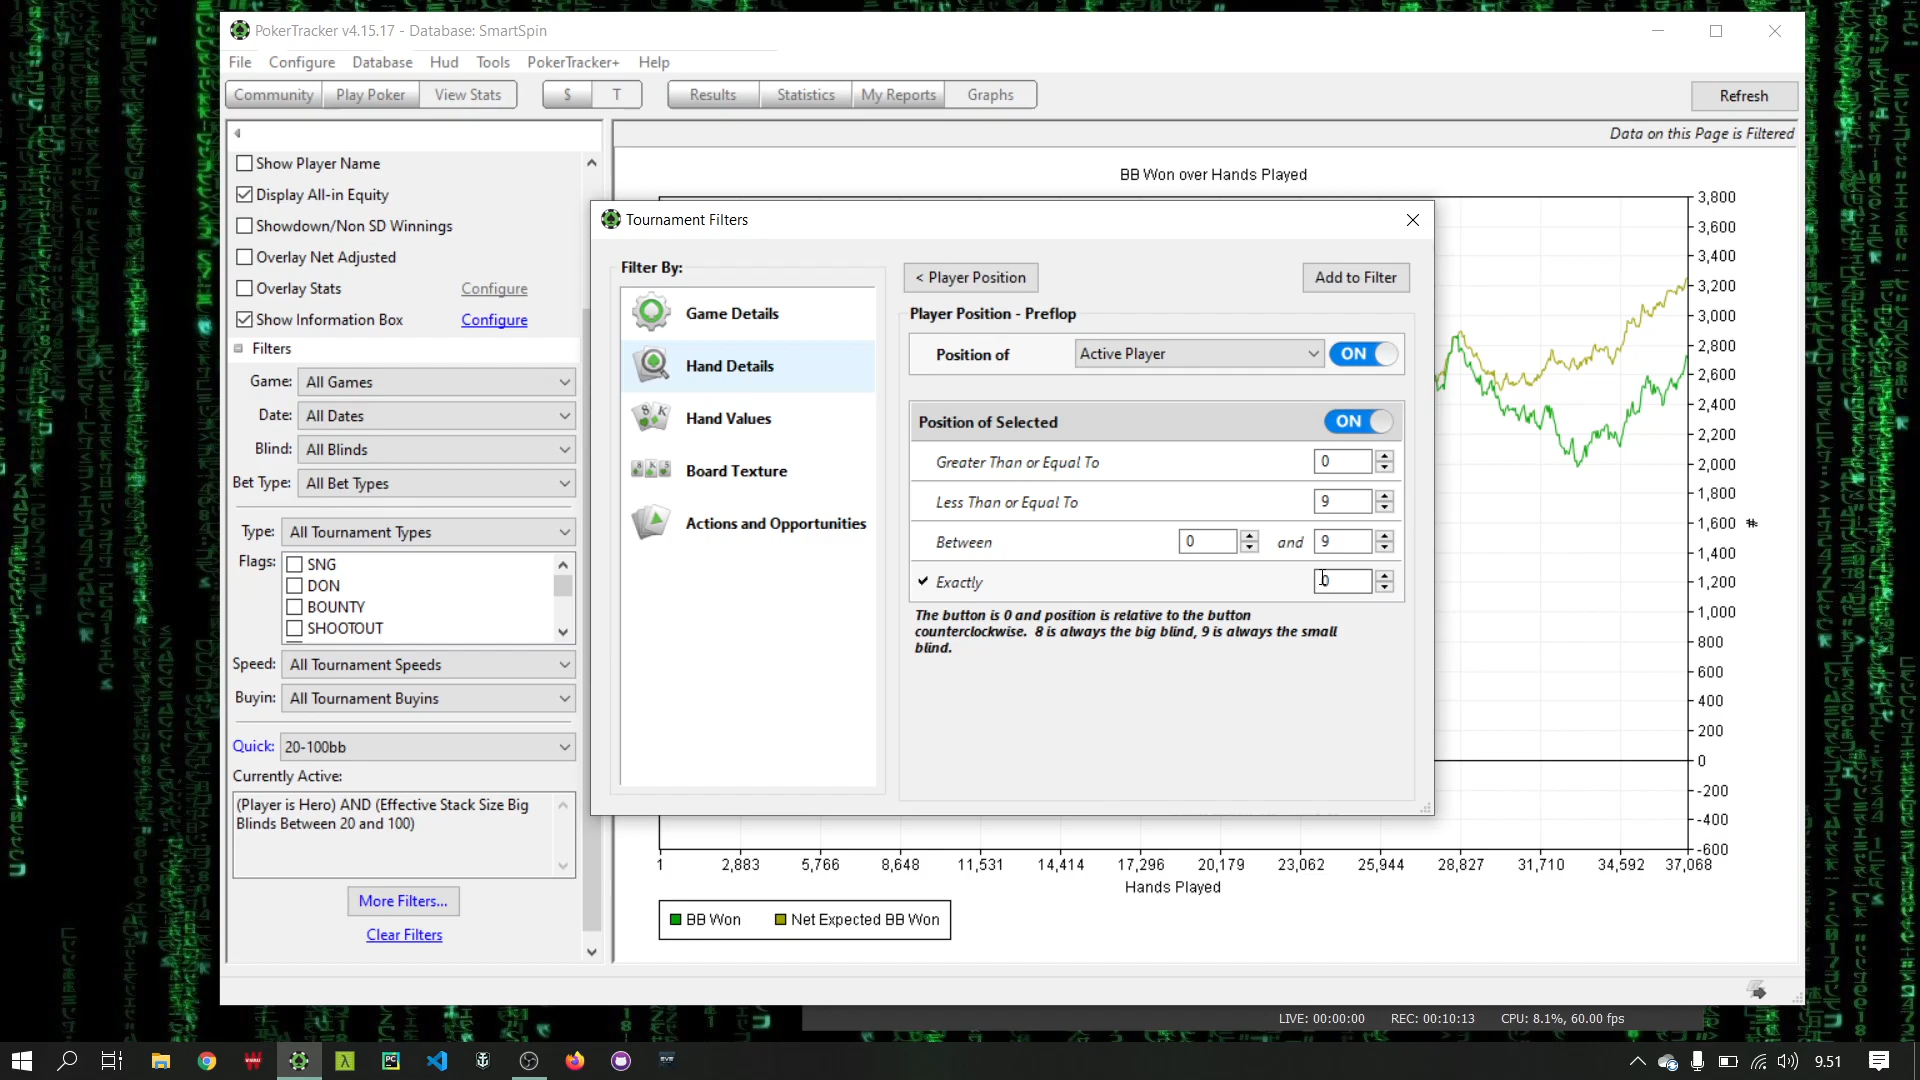 PokerTracker v4.15.17 - Database: SmartSpin
File Configure Database Hud Tools PokerTracker+ Help
Community Play Poker View Stats $ T Results Statistics My Reports Graphs Refresh
Data on this Page is Filtered
Show Player Name
Display All-in Equity
Showdown/Non SD Winnings
Overlay Net Adjusted
Overlay Stats Configure
Show Information Box Configure
Filters
Game: All Games
Date: All Dates
Blind: All Blinds
Bet Type: All Bet Types
Type: All Tournament Types
Flags: SNG
DON
BOUNTY
SHOOTOUT
Speed: All Tournament Speeds
Buyin: All Tournament Buyins
Quick: 20-100bb
Currently Active:
(Player is Hero) AND (Effective Stack Size Big
Blinds Between 20 and 100)
More Filters...
Clear Filters
BB Won over Hands Played
Tournament Filters
Filter By:
Game Details
Hand Details
Hand Values
Board Texture
Actions and Opportunities
< Player Position Add to Filter
Player Position - Preflop
Position of Active Player ON
Position of Selected ON
Greater Than or Equal To 0
Less Than or Equal To 9
Between 0 and 9
Exactly 0
The button is 0 and position is relative to the button
counterclockwise. 8 is always the big blind, 9 is always the small
blind.
3,800
3,600
3,400
3,200
3,000
2,800
2,600
2,400
2,200
2,000
1,800
1,600 #
1,400
1,200
1,000
800
600
400
200
0
-200
-400
-600
1 2,883 5,766 8,648 11,531 14,414 17,296 20,179 23,062 25,944 28,827 31,710 34,592 37,068
Hands Played
BB Won Net Expected BB Won
LIVE: 00:00:00 REC: 00:10:13 CPU: 8.1%, 60.00 fps
9.51